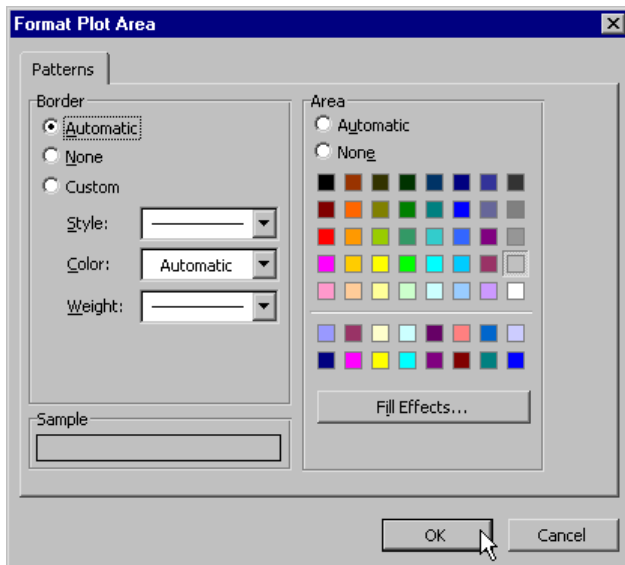 Format Plot Area
Patterns
Border
Automatic
None
Custom
Style:
Color:
Automatic
Weight:
Sample
Area
Automatic
None
Fill Effects...
OK
Cancel